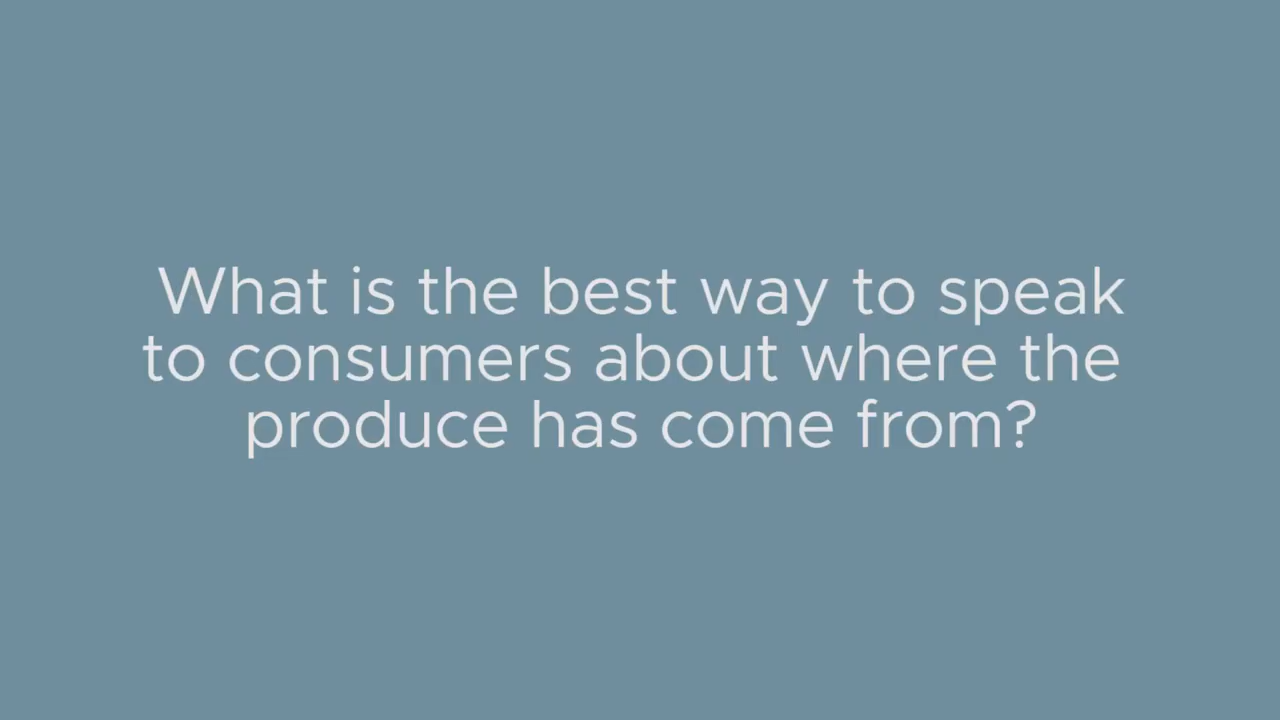 What is the best way to speak
to consumers about where the
produce has come from?